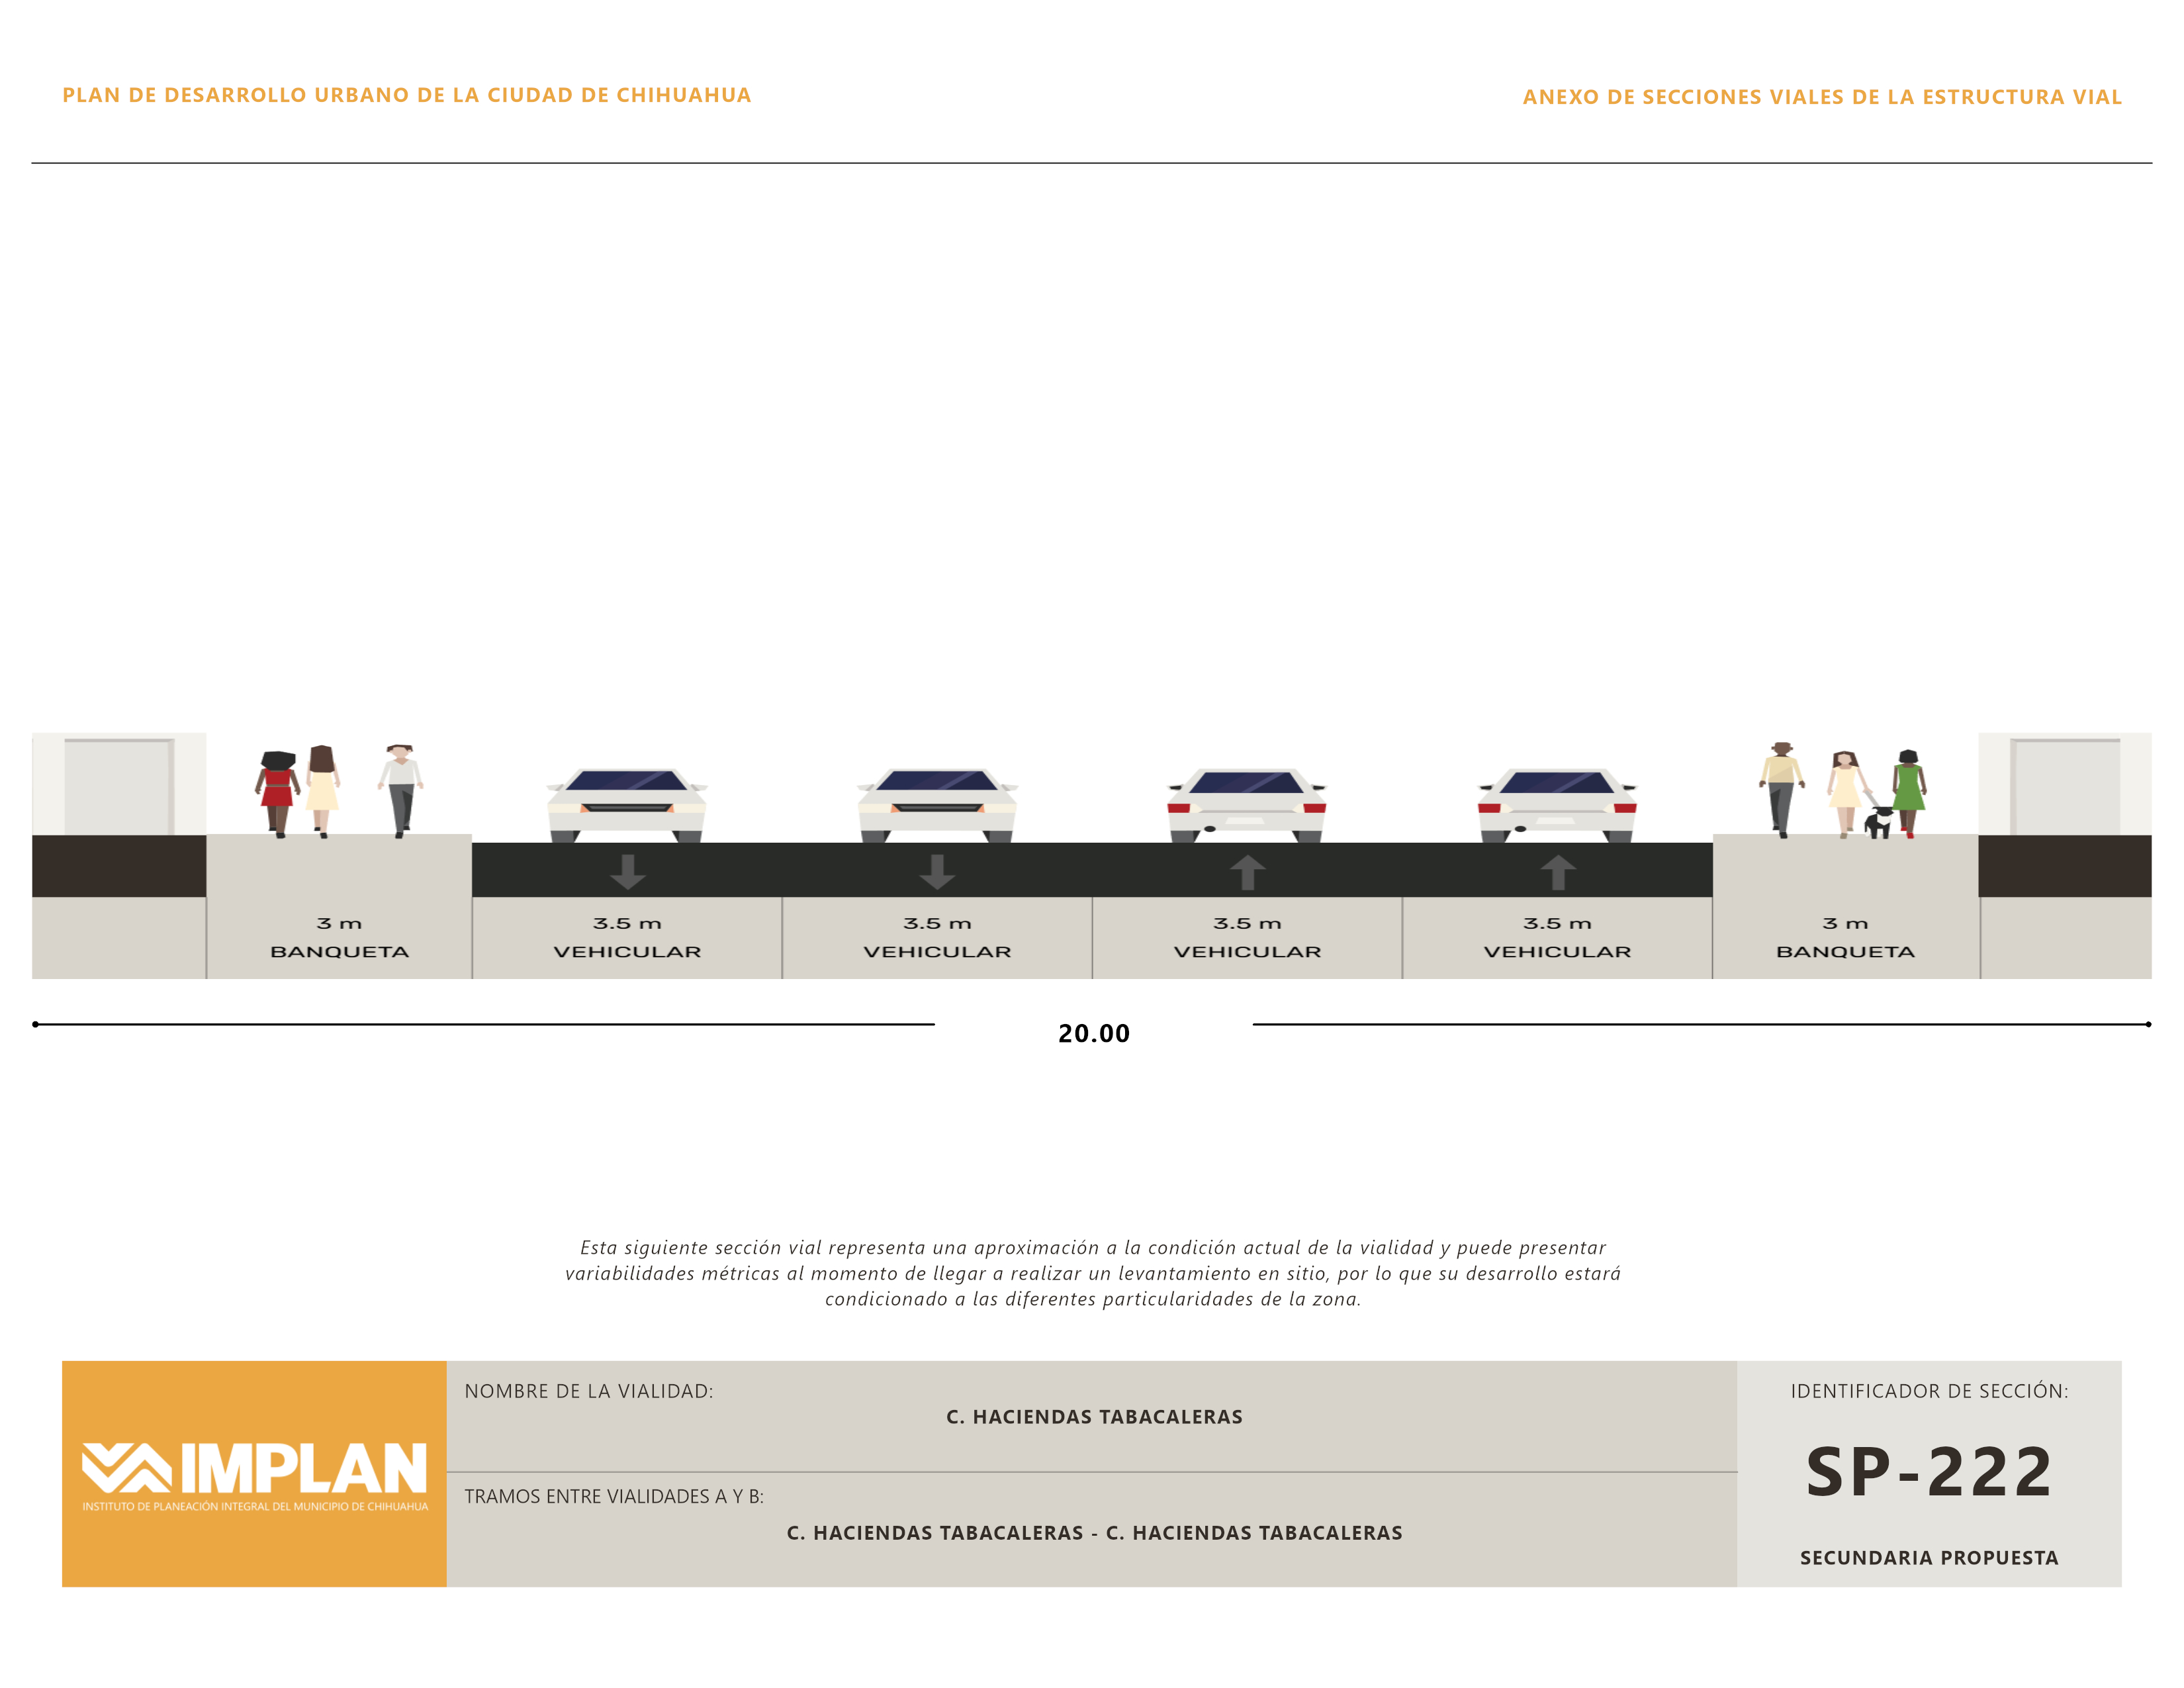 PLAN DE DESARROLLO URBANO DE LA CIUDAD DE CHIHUAHUA
ANEXO DE SECCIONES VIALES DE LA ESTRUCTURA VIAL
3 m
BANQUETA
3.5 m
VEHICULAR
3.5 m
VEHICULAR
3.5 m
VEHICULAR
3.5 m
VEHICULAR
3 m
BANQUETA
20.00
Esta siguiente sección vial representa una aproximación a la condición actual de la vialidad y puede presentar
variabilidades métricas al momento de llegar a realizar un levantamiento en sitio, por lo que su desarrollo estará
condicionado a las diferentes particularidades de la zona.
IMPLAN
INSTITUTO DE PLANEACIÓN INTEGRAL DEL MUNICIPIO DE CHIHUAHUA
NOMBRE DE LA VIALIDAD:
C. HACIENDAS TABACALERAS
TRAMOS ENTRE VIALIDADES A Y B:
C. HACIENDAS TABACALERAS - C. HACIENDAS TABACALERAS
IDENTIFICADOR DE SECCIÓN:
SP-222
SECUNDARIA PROPUESTA